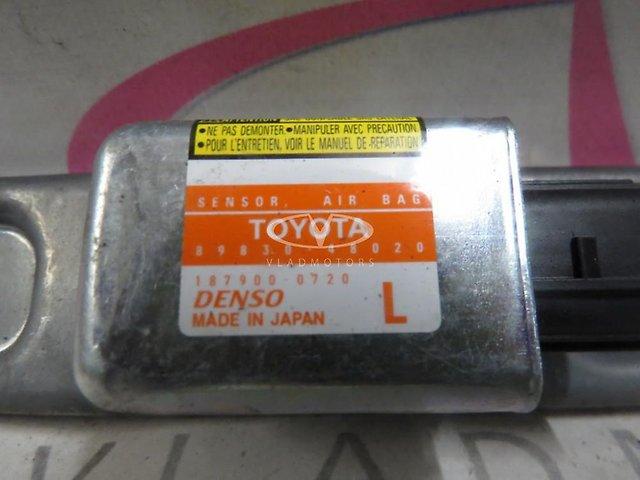 • NE PAS DEMONTER • MANIPULER AVEC PRECAUTION
• POUR L'ENTRETIEN, VOIR LE MANUEL DE REPARATION
SENSOR, AIR BAG
TOYOTA
89830-48020
VLADMOTORS
187900-0720
DENSO
MADE IN JAPAN
L